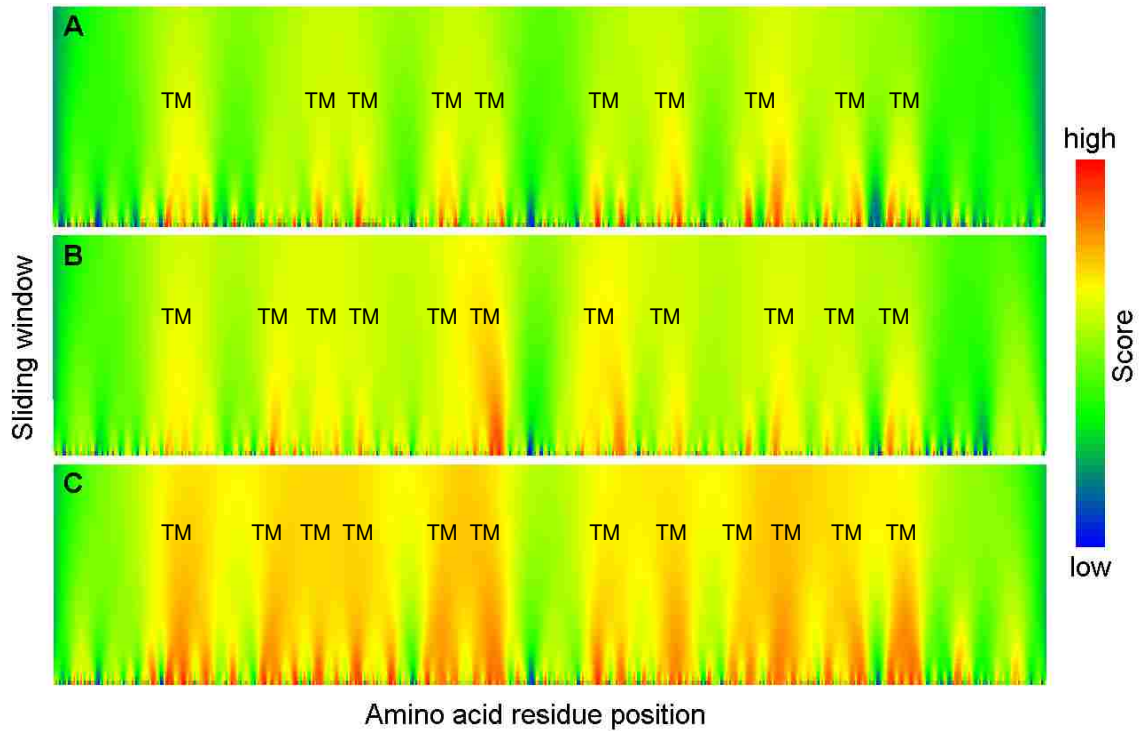 A
TM TM TM TM TM TM TM TM TM TM
B
TM TM TM TM TM TM TM TM TM TM TM
C
TM TM TM TM TM TM TM TM TM TM TM TM
Sliding window
Amino acid residue position
high
Score
low